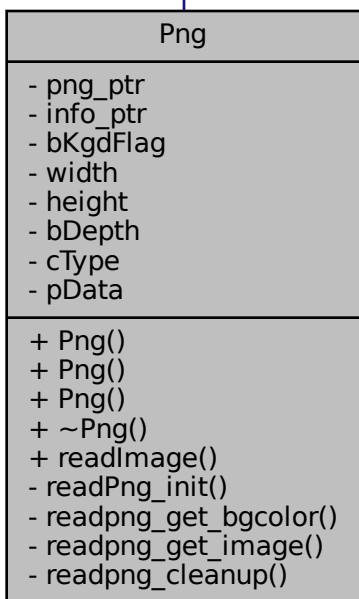 Png
- png_ptr
- info_ptr
- bKgdFlag
- width
- height
- bDepth
- cType
- pData
+ Png()
+ Png()
+ Png()
+ ~Png()
+ readImage()
- readPng_init()
- readpng_get_bgcolor()
- readpng_get_image()
- readpng_cleanup()